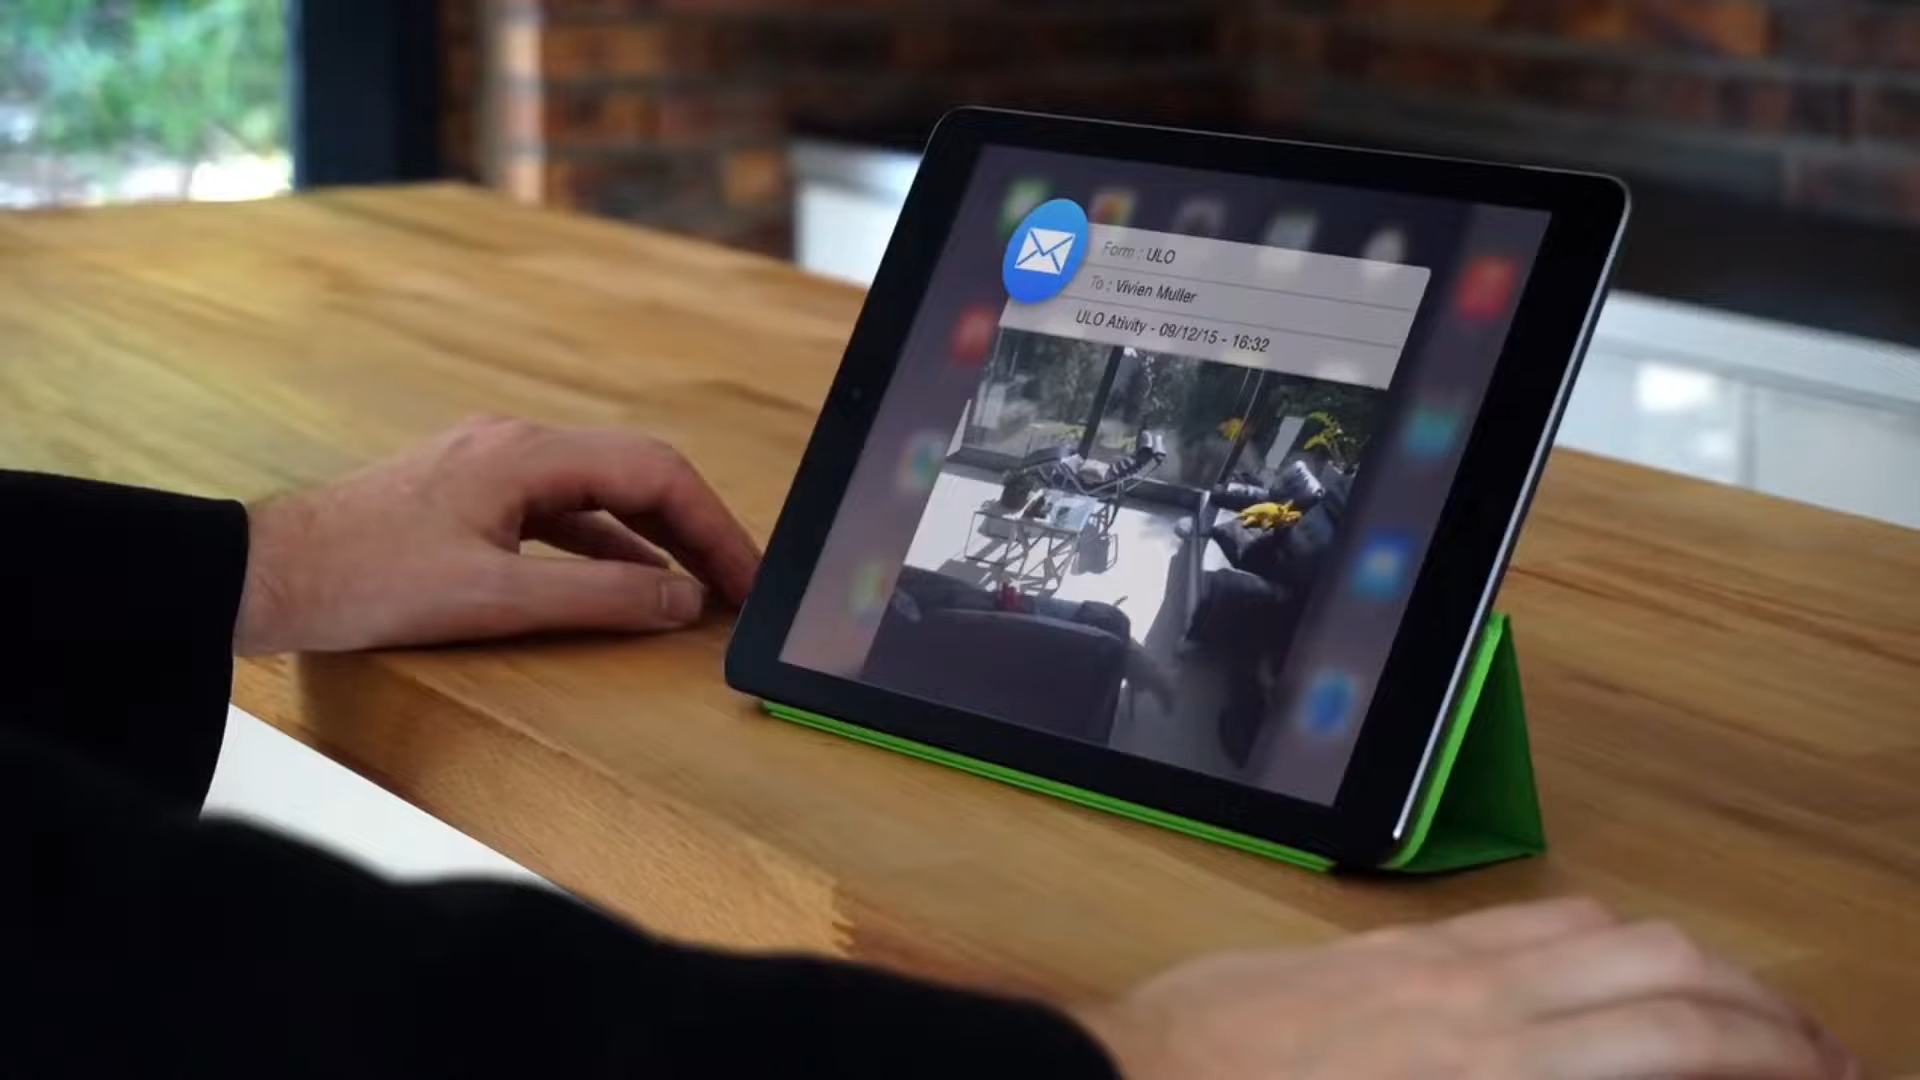 Form : ULO
To : Vivien Muller
ULO Ativity - 09/12/15 - 16:32